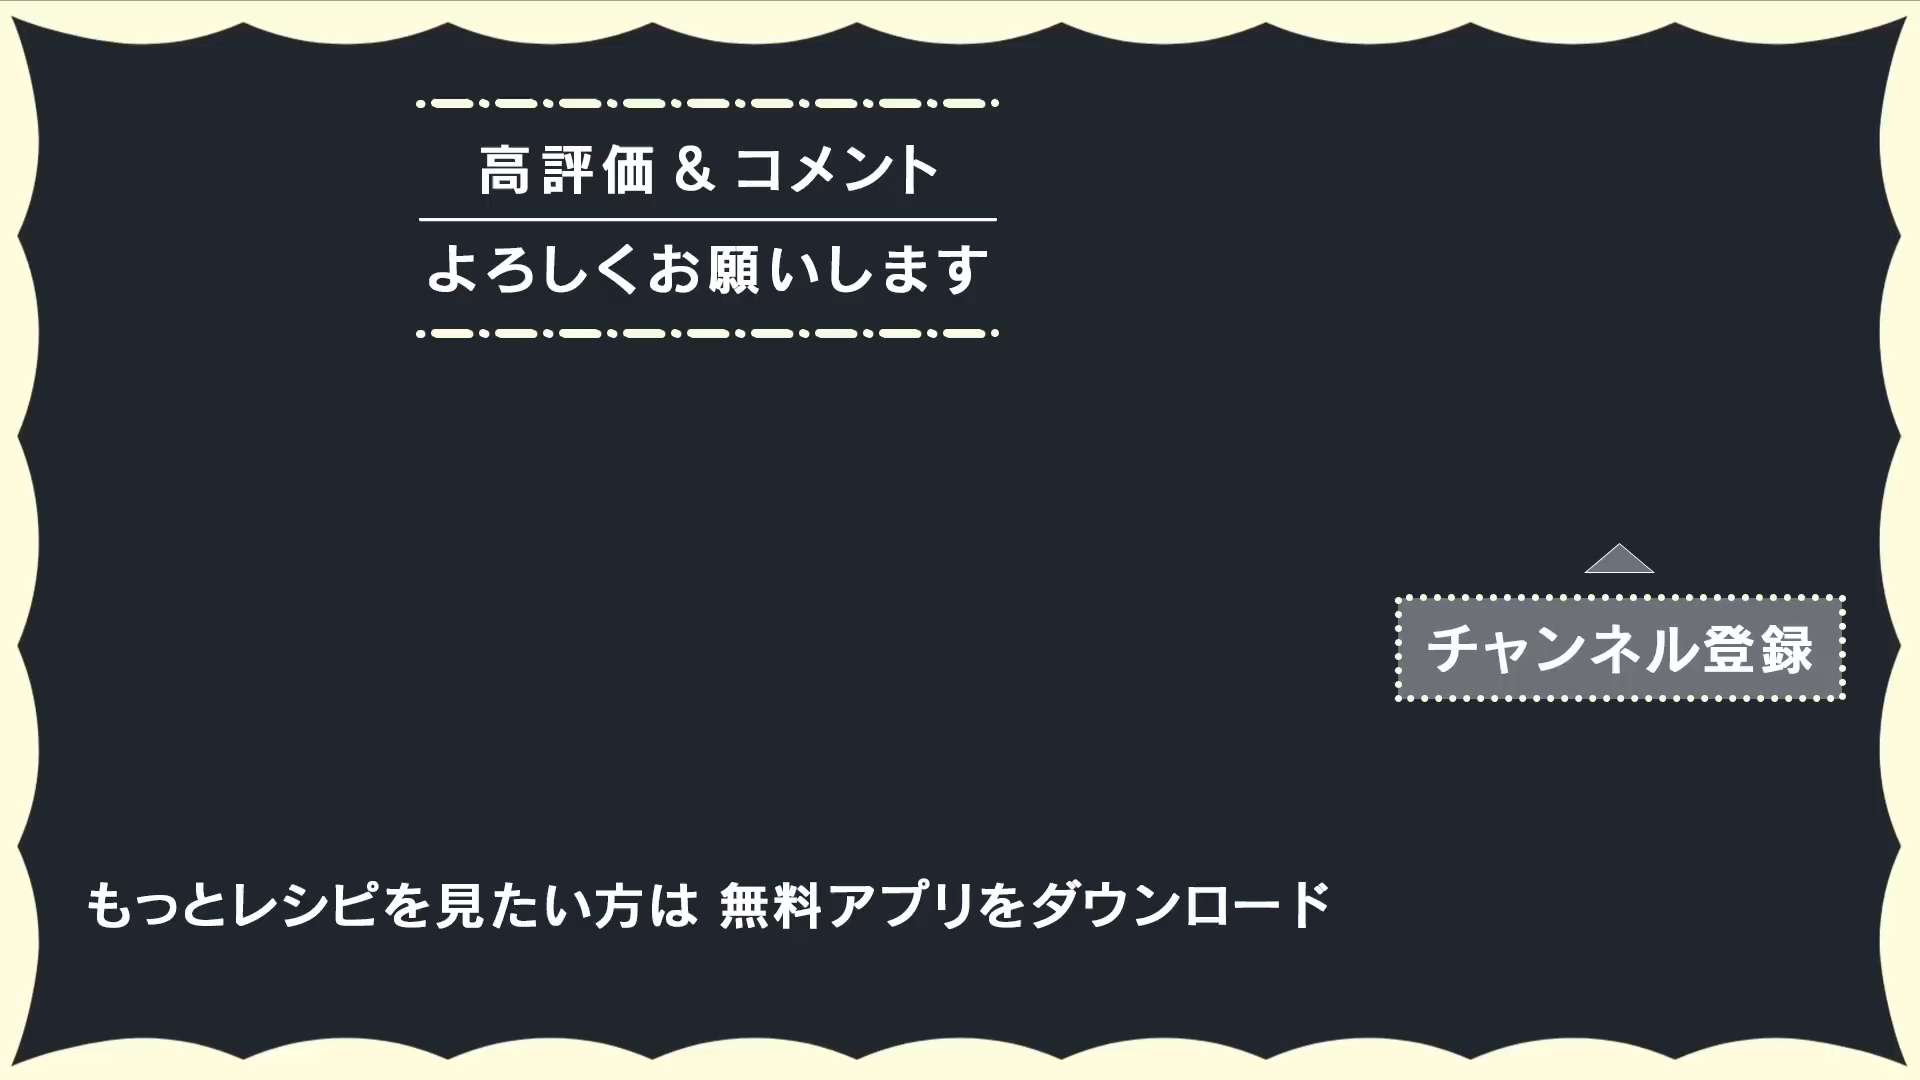 高評価 & コメント
よろしくお願いします
チャンネル登録
もっとレシピを見たい方は 無料アプリをダウンロード